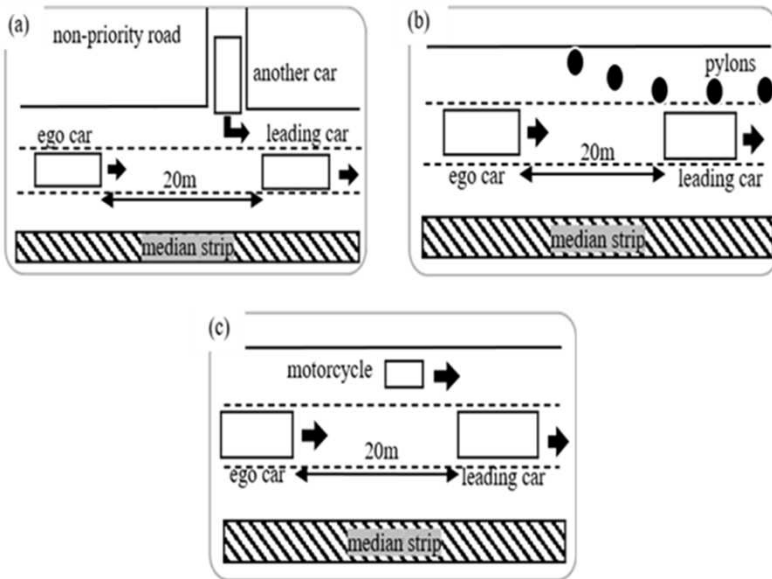 (a)
non-priority road
another car
ego car
leading car
20m
median strip
(b)
pylons
20m
ego car
leading car
median strip
(c)
motorcycle
20m
ego car
leading car
median strip